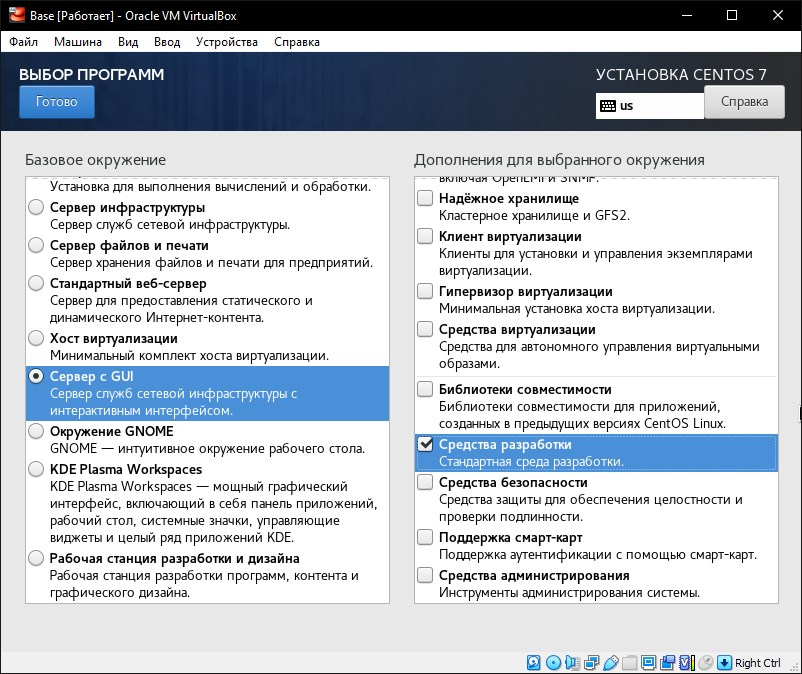 Base [Работает] - Oracle VM VirtualBox
Файл Машина Вид Ввод Устройства Справка
ВЫБОР ПРОГРАММ
Готово
УСТАНОВКА CENTOS 7
us
Справка
Базовое окружение
Установка для выполнения вычислений и обработки.
Сервер инфраструктуры
Сервер служб сетевой инфраструктуры.
Сервер файлов и печати
Сервер хранения файлов и печати для предприятий.
Стандартный веб-сервер
Сервер для предоставления статического и
динамического Интернет-контента.
Хост виртуализации
Минимальный комплект хоста виртуализации.
Сервер с GUI
Сервер служб сетевой инфраструктуры с
интерактивным интерфейсом.
Окружение GNOME
GNOME — интуитивное окружение рабочего стола.
KDE Plasma Workspaces
KDE Plasma Workspaces — мощный графический
интерфейс, включающий в себя панель приложений,
рабочий стол, системные значки, управляющие
виджеты и целый ряд приложений KDE.
Рабочая станция разработки и дизайна
Рабочая станция разработки программ, контента и
графического дизайна.
Дополнения для выбранного окружения
включая OpenLMI и SNMP.
Надёжное хранилище
Кластерное хранилище и GFS2.
Клиент виртуализации
Клиенты для установки и управления экземплярами
виртуализации.
Гипервизор виртуализации
Минимальная установка хоста виртуализации.
Средства виртуализации
Средства для автономного управления виртуальными
образами.
Библиотеки совместимости
Библиотеки совместимости для приложений,
созданных в предыдущих версиях CentOS Linux.
Средства разработки
Стандартная среда разработки.
Средства безопасности
Средства защиты для обеспечения целостности и
проверки подлинности.
Поддержка смарт-карт
Поддержка аутентификации с помощью смарт-карт.
Средства администрирования
Инструменты администрирования системы.
Right Ctrl